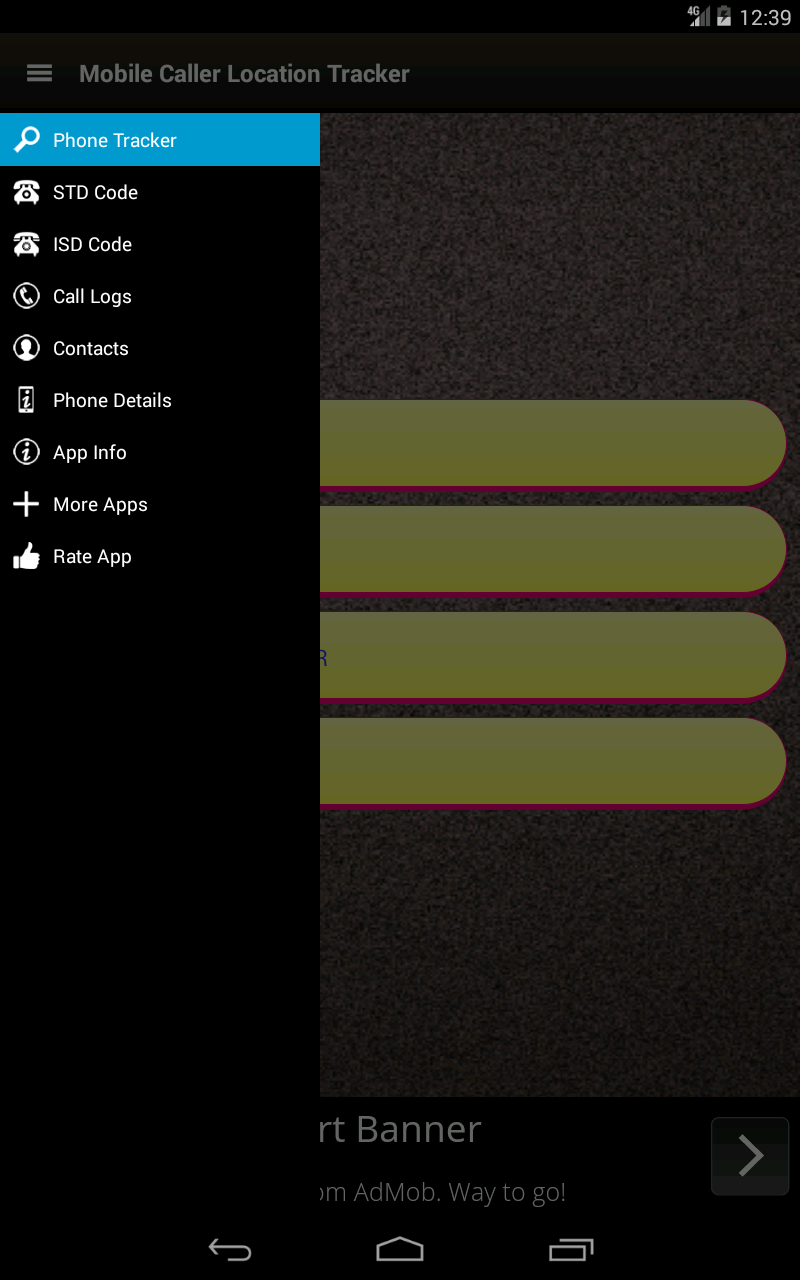 4G 12:39
Mobile Caller Location Tracker
Phone Tracker
STD Code
ISD Code
Call Logs
Contacts
Phone Details
App Info
More Apps
Rate App
R
rt Banner
om AdMob. Way to go!